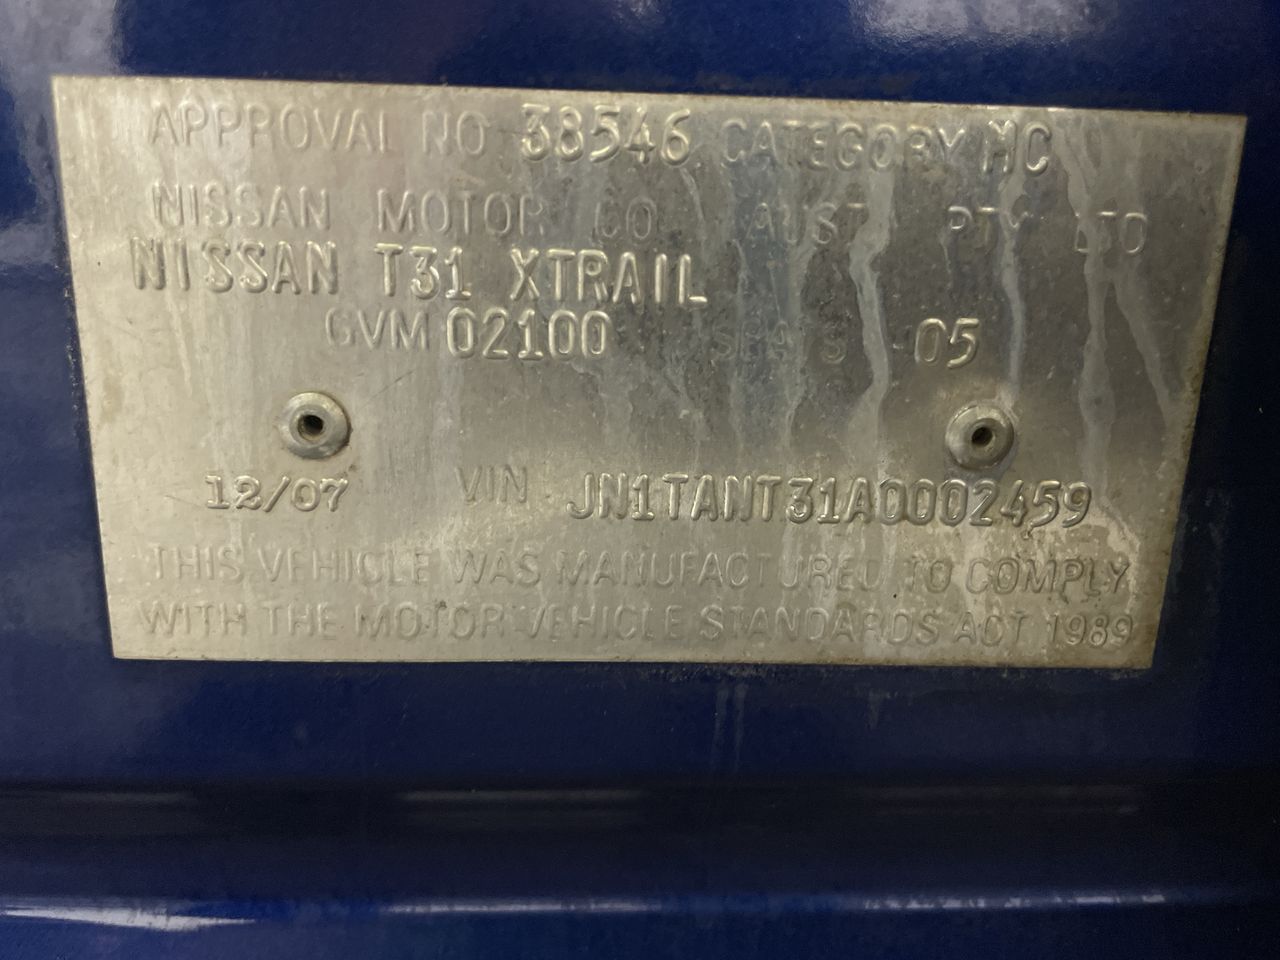 APPROVAL NO 38546 CATEGORY MC
NISSAN MOTOR CO AUST PTY LTD
NISSAN T31 XTRAIL
GVM 02100 SEATS 05
12/07 VIN JN1TANT31A0002459
THIS VEHICLE WAS MANUFACTURED TO COMPLY
WITH THE MOTOR VEHICLE STANDARDS ACT 1989